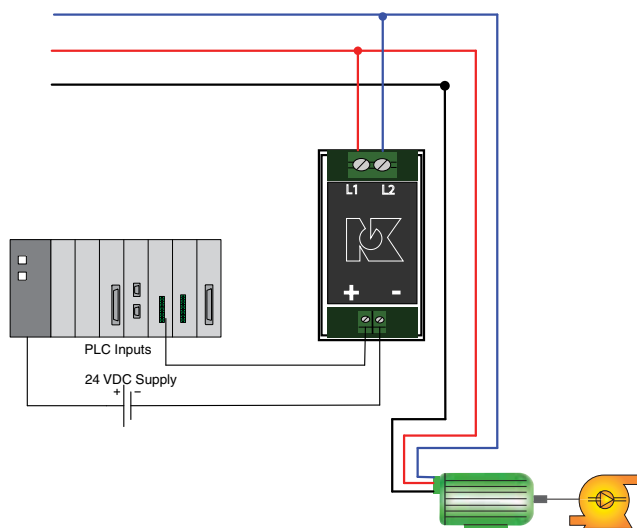 L1 L2
+ -
PLC Inputs
24 VDC Supply
+ −